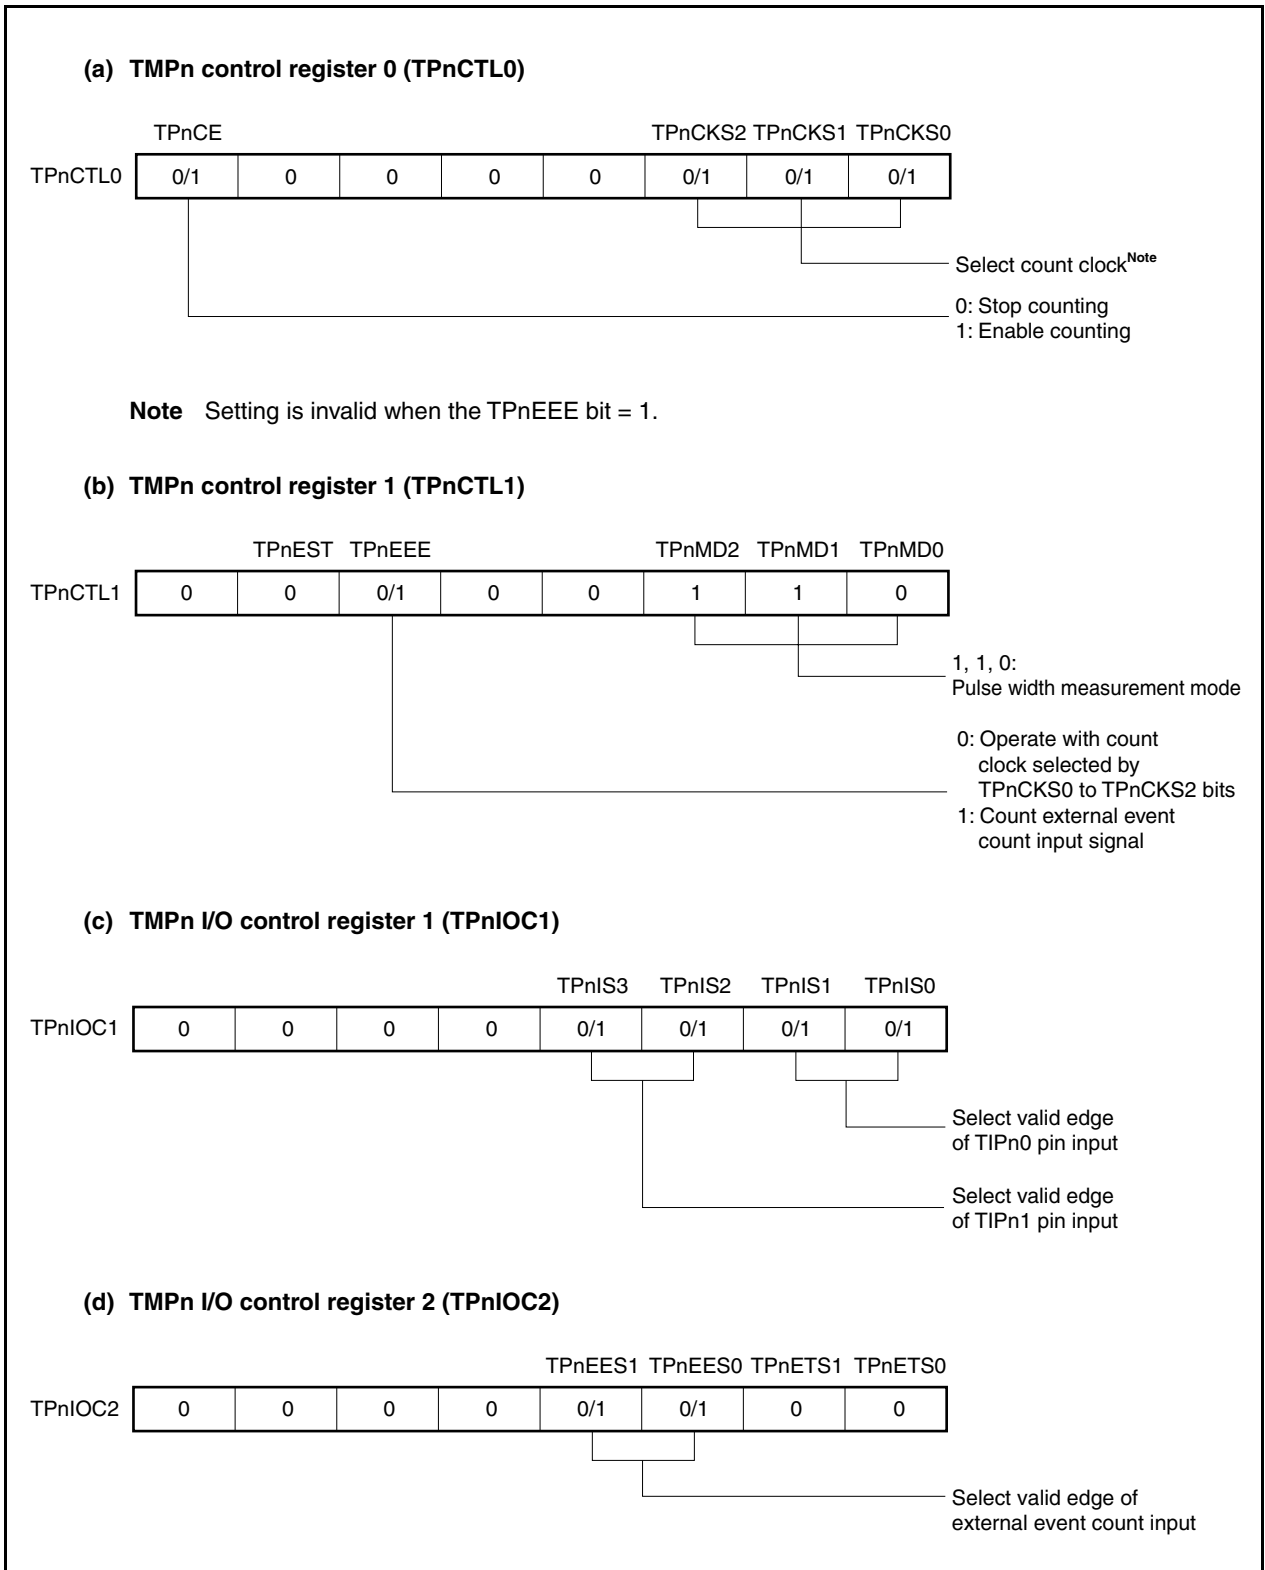 (a) TMPn control register 0 (TPnCTL0)
TPnCE TPnCKS2 TPnCKS1 TPnCKS0
TPnCTL0 0/1 0 0 0 0 0/1 0/1 0/1
Select count clockNote
0: Stop counting
1: Enable counting
Note Setting is invalid when the TPnEEE bit = 1.
(b) TMPn control register 1 (TPnCTL1)
TPnEST TPnEEE TPnMD2 TPnMD1 TPnMD0
TPnCTL1 0 0 0/1 0 0 1 1 0
1, 1, 0:
Pulse width measurement mode
0: Operate with count
clock selected by
TPnCKS0 to TPnCKS2 bits
1: Count external event
count input signal
(c) TMPn I/O control register 1 (TPnIOC1)
TPnIS3 TPnIS2 TPnIS1 TPnIS0
TPnIOC1 0 0 0 0 0/1 0/1 0/1 0/1
Select valid edge
of TIPn0 pin input
Select valid edge
of TIPn1 pin input
(d) TMPn I/O control register 2 (TPnIOC2)
TPnEES1 TPnEES0 TPnETS1 TPnETS0
TPnIOC2 0 0 0 0 0/1 0/1 0 0
Select valid edge of
external event count input